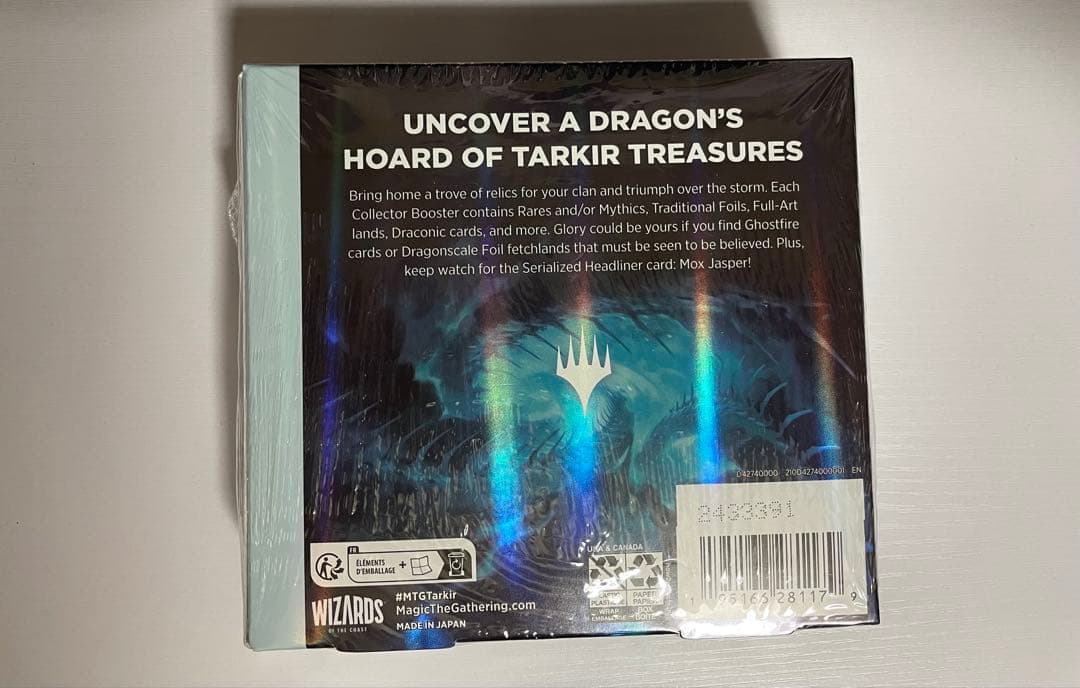 UNCOVER A DRAGON'S
HOARD OF TARKIR TREASURES
Bring home a trove of relics for your clan and triumph over the storm. Each
Collector Booster contains Rares and/or Mythics, Traditional Foils, Full-Art
lands, Draconic cards, and more. Glory could be yours if you find Ghostfire
cards or Dragonscale Foil fetchlands that must be seen to be believed. Plus,
keep watch for the Serialized Headliner card: Mox Jasper!
D42740000 210D4274000001 EN
2433391
28117 9
FR
ÉLÉMENTS
D'EMBALLAGE +
USA & CANADA
PLASTIC
WRAP
EMBALLAGE
PAPER
PAPIER
BOX
BOÎTE
WIZARDS
OF THE COAST
#MTGTarkir
MagicTheGathering.com
MADE IN JAPAN